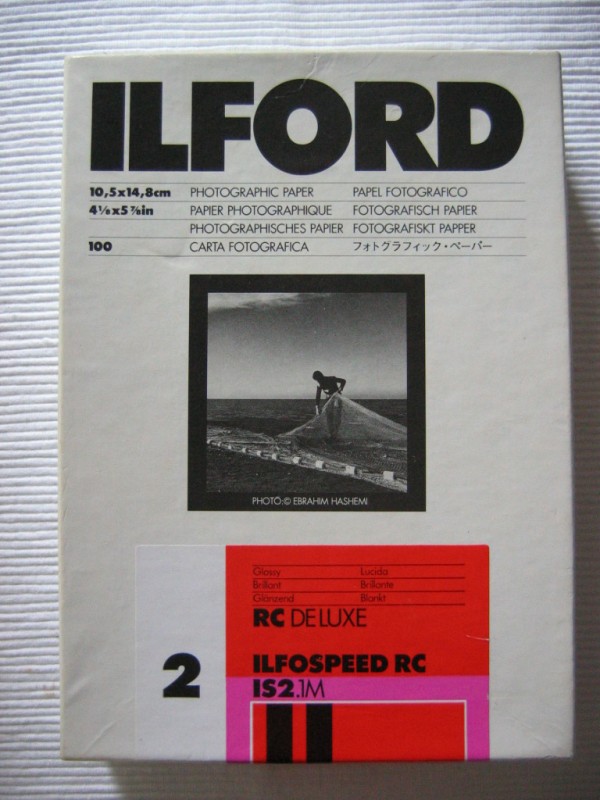 ILFORD
10,5x14,8cm PHOTOGRAPHIC PAPER PAPEL FOTOGRAFICO
4⅛x5⅞in PAPIER PHOTOGRAPHIQUE FOTOGRAFISCH PAPIER
PHOTOGRAPHISCHES PAPIER FOTOGRAFISKT PAPPER
100 CARTA FOTOGRAFICA フォトグラフィック・ペーパー
PHOTO:© EBRAHIM HASHEMI
Glossy Lucida
Brillant Brillante
Glänzend Blankt
RC DE LUXE
2
ILFOSPEED RC
IS2.1M